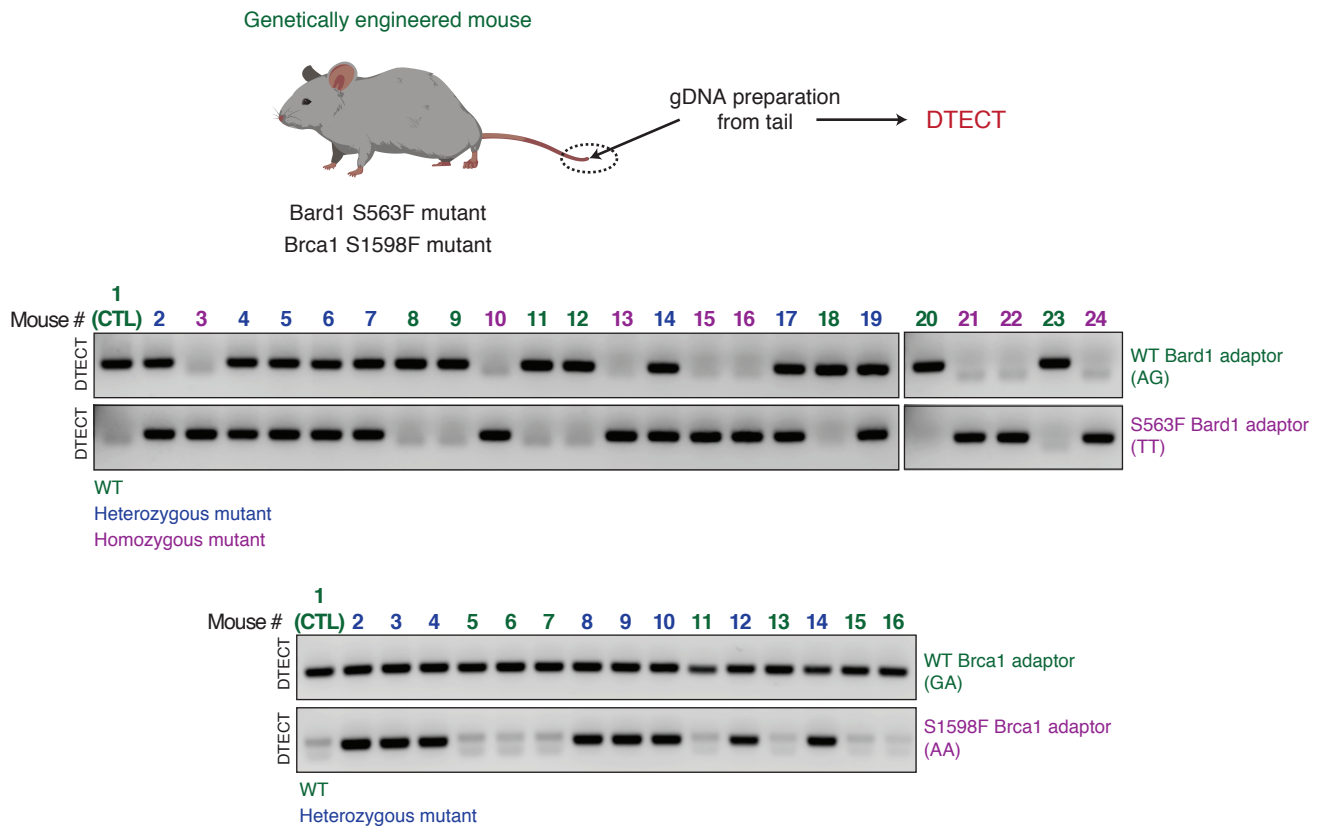 Genetically engineered mouse
gDNA preparation
from tail
DTECT
Bard1 S563F mutant
Brca1 S1598F mutant
1
Mouse # (CTL) 2 3 4 5 6 7 8 9 10 11 12 13 14 15 16 17 18 19 20 21 22 23 24
DTECT
WT Bard1 adaptor
(AG)
DTECT
S563F Bard1 adaptor
(TT)
WT
Heterozygous mutant
Homozygous mutant
1
Mouse # (CTL) 2 3 4 5 6 7 8 9 10 11 12 13 14 15 16
DTECT
WT Brca1 adaptor
(GA)
DTECT
S1598F Brca1 adaptor
(AA)
WT
Heterozygous mutant